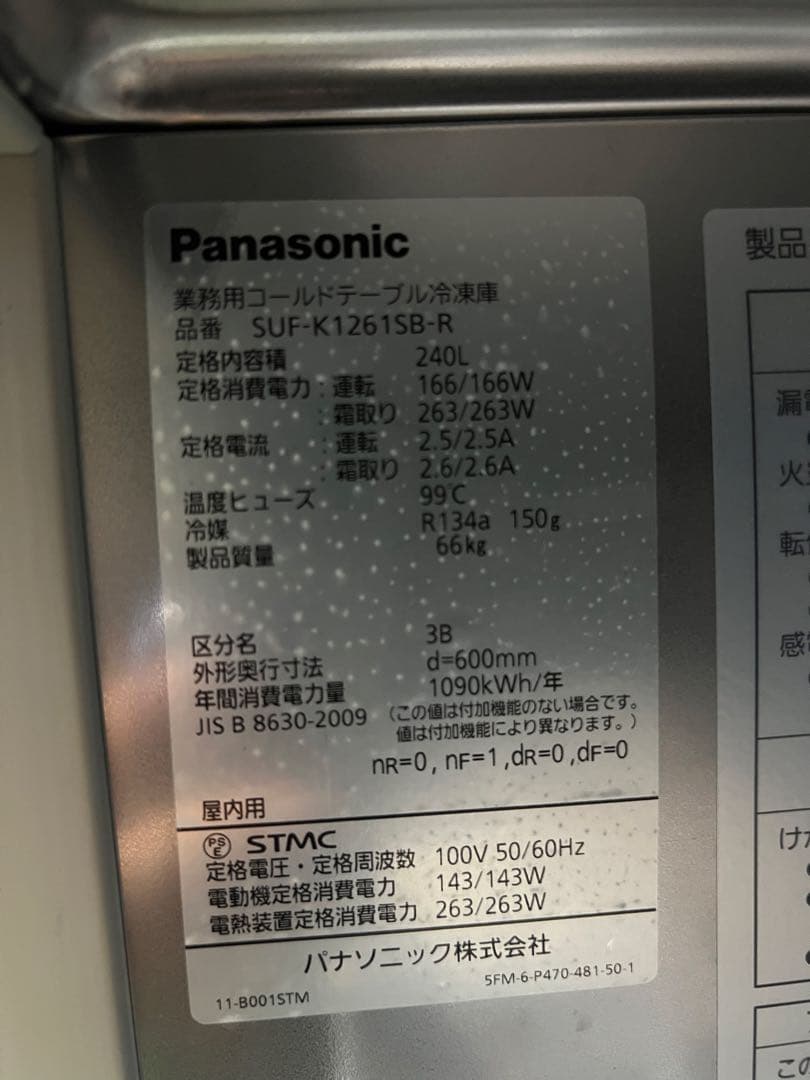 Panasonic
業務用コールドテーブル冷凍庫
品番 SUF-K1261SB-R
定格内容積 240L
定格消費電力:運転 166/166W
:霜取り 263/263W
定格電流 :運転 2.5/2.5A
:霜取り 2.6/2.6A
温度ヒューズ 99℃
冷媒 R134a 150g
製品質量 66kg
区分名 3B
外形奥行寸法 d=600mm
年間消費電力量 1090kWh/年
JIS B 8630-2009 (この値は付加機能のない場合です。
値は付加機能により異なります。)
nR=0, nF=1,dR=0,dF=0
屋内用
PSE STMC
定格電圧・定格周波数 100V 50/60Hz
電動機定格消費電力 143/143W
電熱装置定格消費電力 263/263W
パナソニック株式会社
11-B001STM 5FM-6-P470-481-50-1
製品
漏電
火
転
感
けが
この